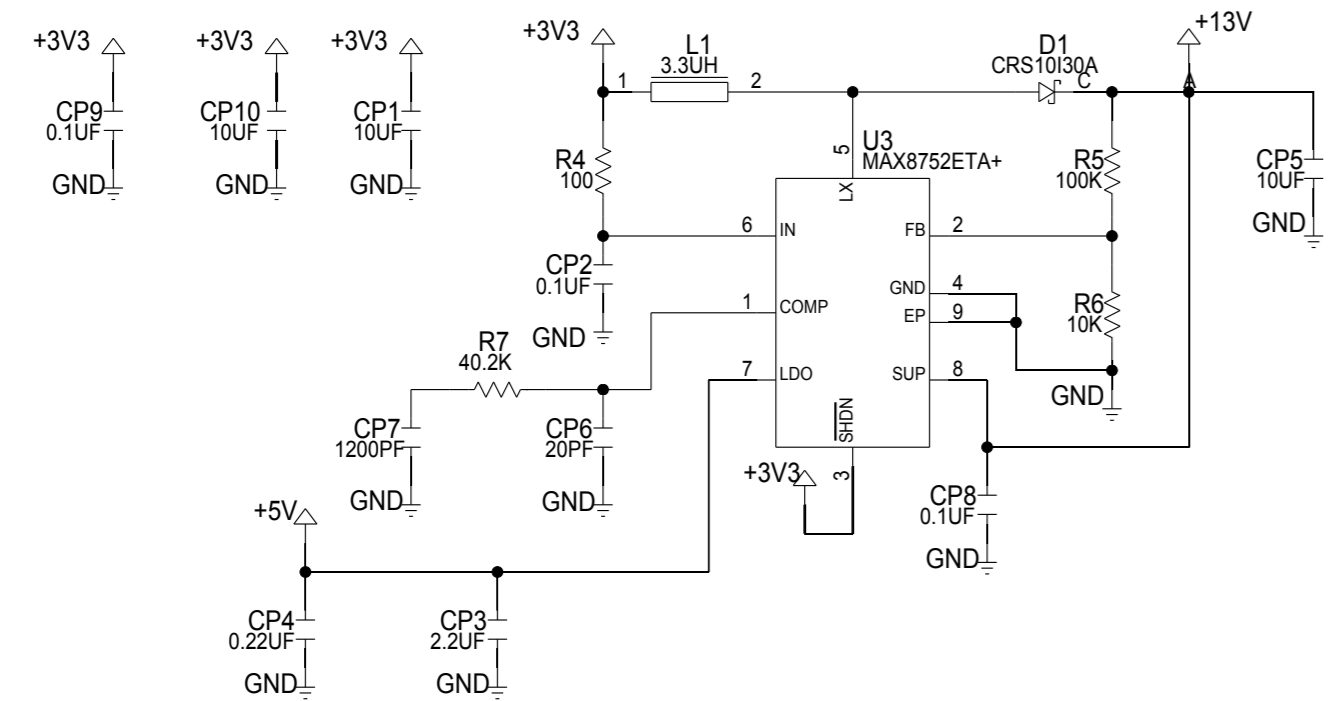 +3V3
CP9
0.1UF
GND
+3V3
CP10
10UF
GND
+3V3
CP1
10UF
GND
+3V3
1
L1
3.3UH
2
D1
CRS10I30A
C
A
+13V
R4
100
5
U3
MAX8752ETA+
LX
R5
100K
CP5
10UF
GND
6
IN
FB
2
CP2
0.1UF
GND
1
COMP
GND
4
EP
9
R6
10K
GND
R7
40.2K
7
LDO
SUP
8
SHDN
3
+3V3
CP7
1200PF
GND
CP6
20PF
GND
CP8
0.1UF
GND
+5V
CP4
0.22UF
GND
CP3
2.2UF
GND